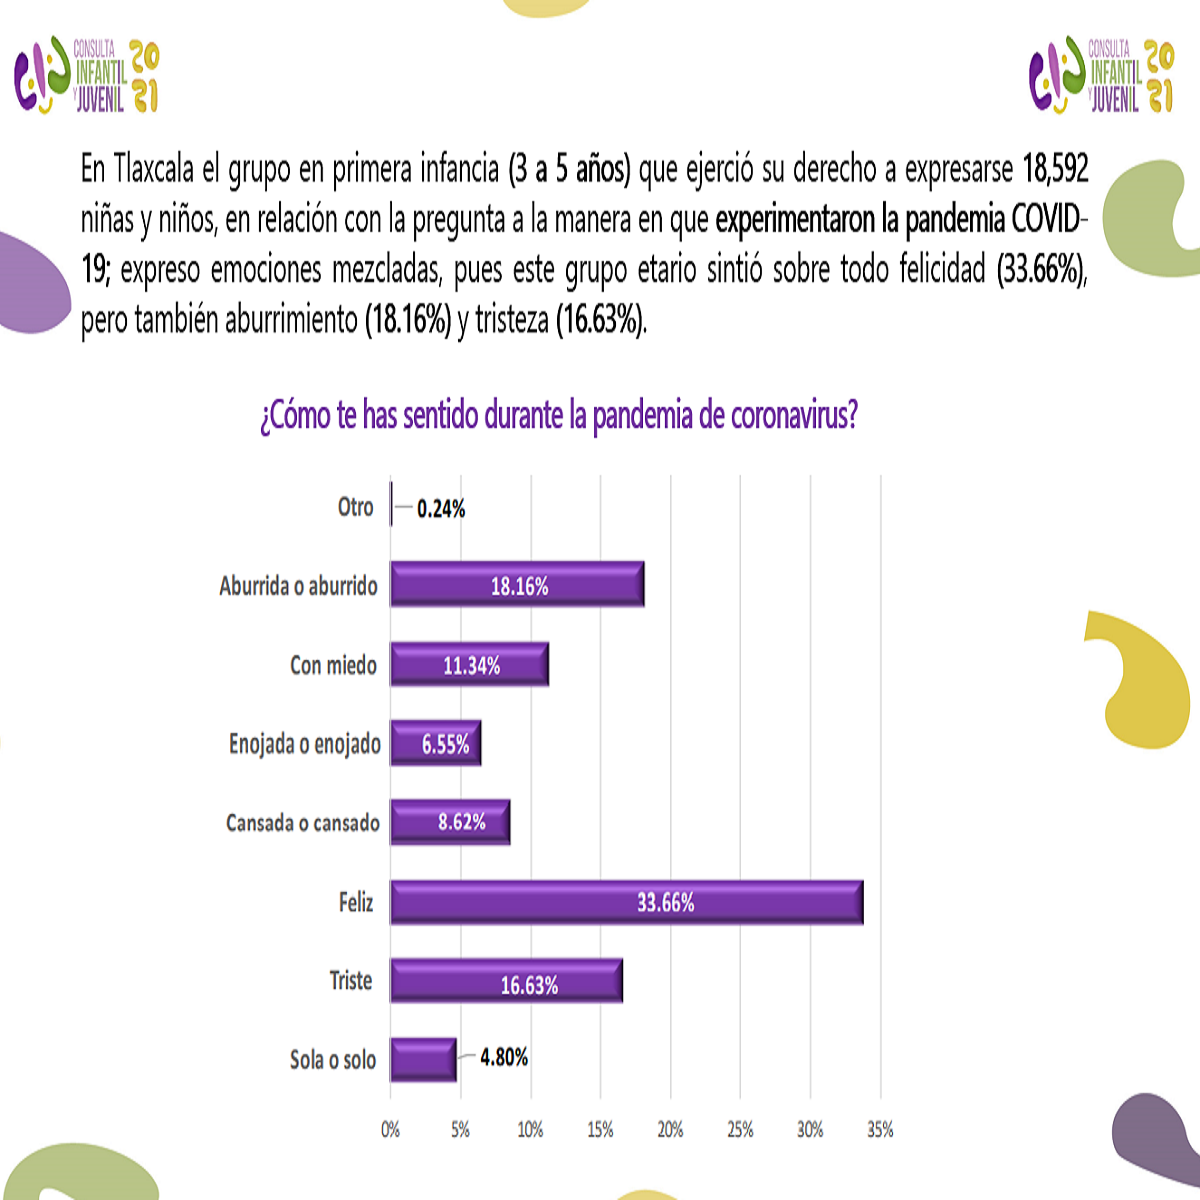 CONSULTA
INFANTIL
Y JUVENIL
2021
CONSULTA
INFANTIL
Y JUVENIL
2021
En Tlaxcala el grupo en primera infancia (3 a 5 años) que ejerció su derecho a expresarse 18,592
niñas y niños, en relación con la pregunta a la manera en que experimentaron la pandemia COVID-
19; expreso emociones mezcladas, pues este grupo etario sintió sobre todo felicidad (33.66%),
pero también aburrimiento (18.16%) y tristeza (16.63%).
¿Cómo te has sentido durante la pandemia de coronavirus?
Otro 0.24%
Aburrida o aburrido 18.16%
Con miedo 11.34%
Enojada o enojado 6.55%
Cansada o cansado 8.62%
Feliz 33.66%
Triste 16.63%
Sola o solo 4.80%
0% 5% 10% 15% 20% 25% 30% 35%